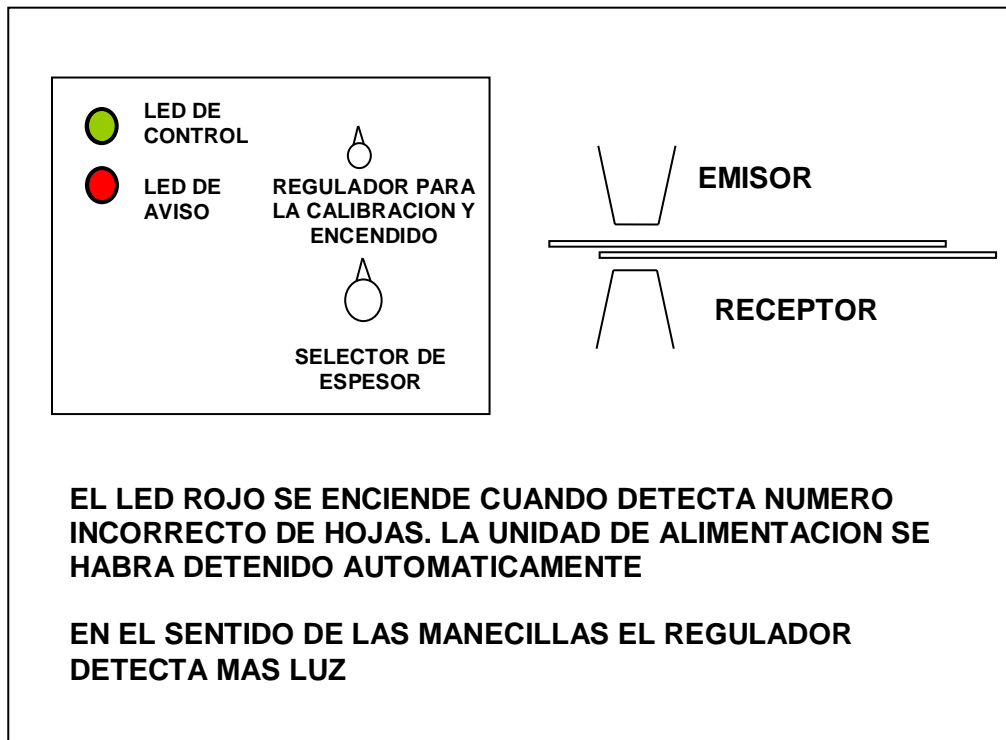 LED DE
CONTROL
LED DE
AVISO
REGULADOR PARA
LA CALIBRACION Y
ENCENDIDO
SELECTOR DE
ESPESOR
EMISOR
RECEPTOR
EL LED ROJO SE ENCIENDE CUANDO DETECTA NUMERO
INCORRECTO DE HOJAS. LA UNIDAD DE ALIMENTACION SE
HABRA DETENIDO AUTOMATICAMENTE
EN EL SENTIDO DE LAS MANECILLAS EL REGULADOR
DETECTA MAS LUZ